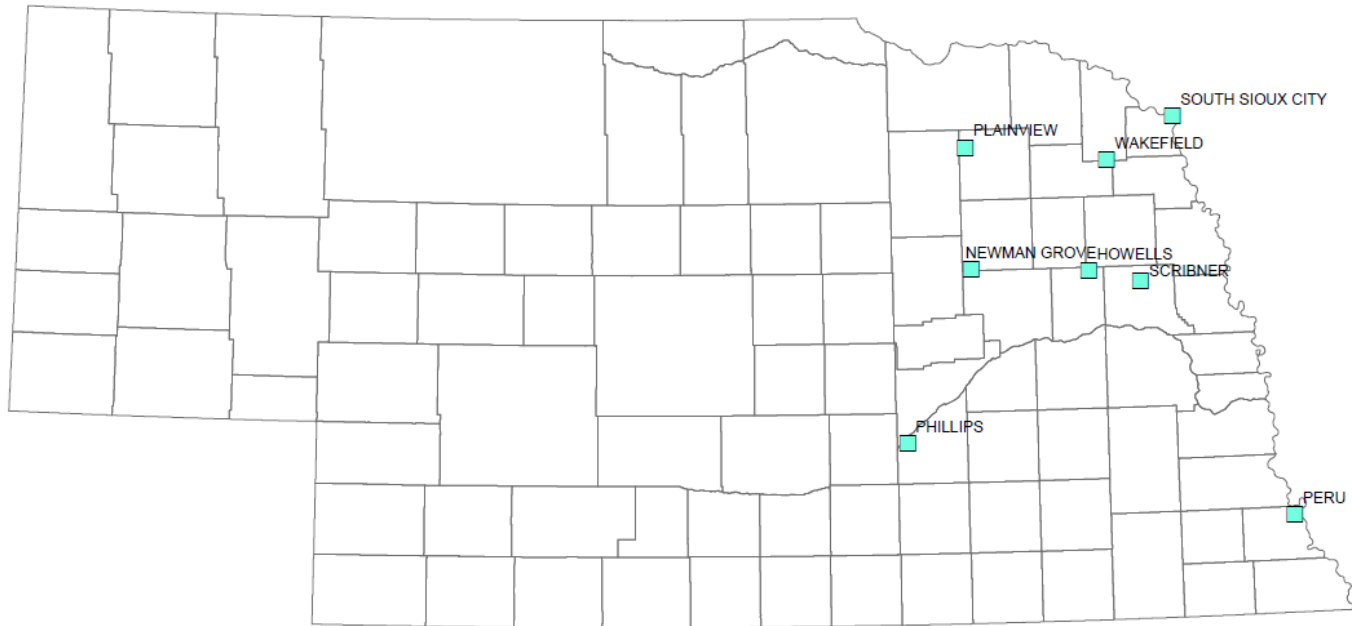 SOUTH SIOUX CITY
PLAINVIEW
WAKEFIELD
NEWMAN GROVE
HOWELLS
SCRIBNER
PHILLIPS
PERU